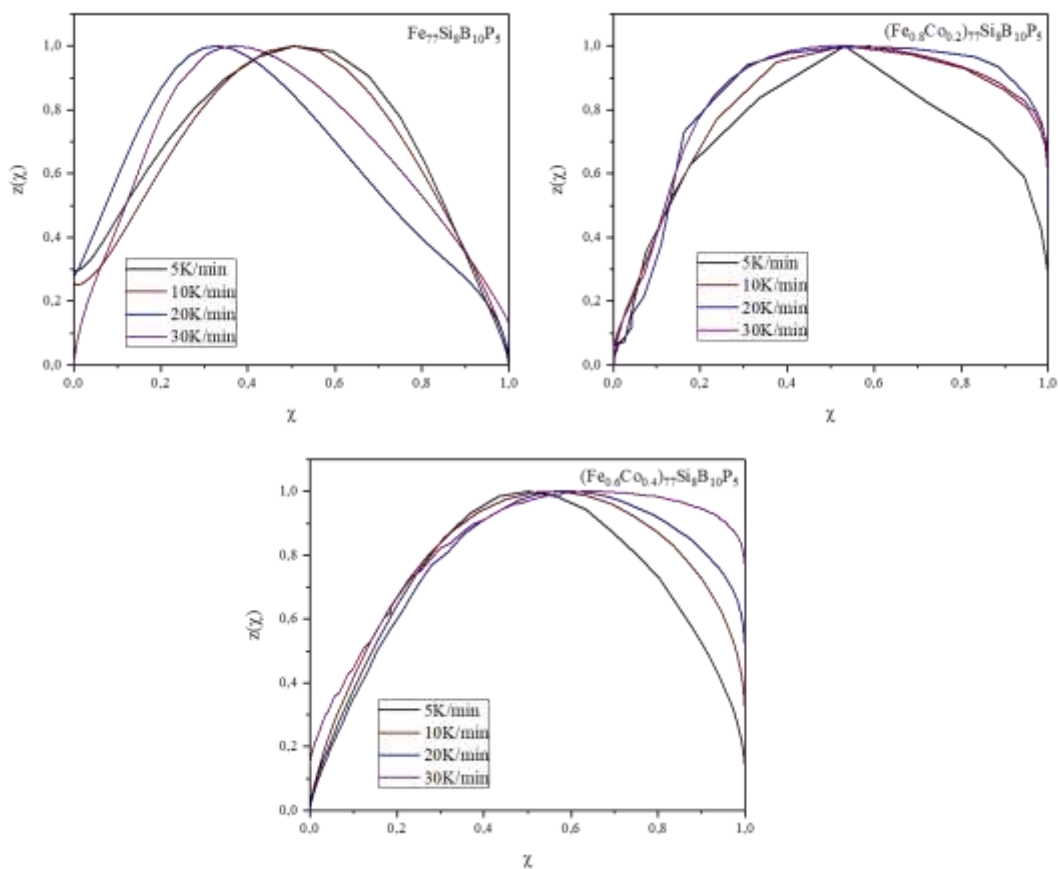 Fe₇₇Si₈B₁₀P₅
z(χ)
1,0
0,8
0,6
0,4
0,2
0,0
5K/min
10K/min
20K/min
30K/min
0,0 0,2 0,4 0,6 0,8 1,0
χ
(Fe₀.₈Co₀.₂)₇₇Si₈B₁₀P₅
z(χ)
1,0
0,8
0,6
0,4
0,2
0,0
5K/min
10K/min
20K/min
30K/min
0,0 0,2 0,4 0,6 0,8 1,0
χ
(Fe₀.₆Co₀.₄)₇₇Si₈B₁₀P₅
z(χ)
1,0
0,8
0,6
0,4
0,2
0,0
5K/min
10K/min
20K/min
30K/min
0,0 0,2 0,4 0,6 0,8 1,0
χ